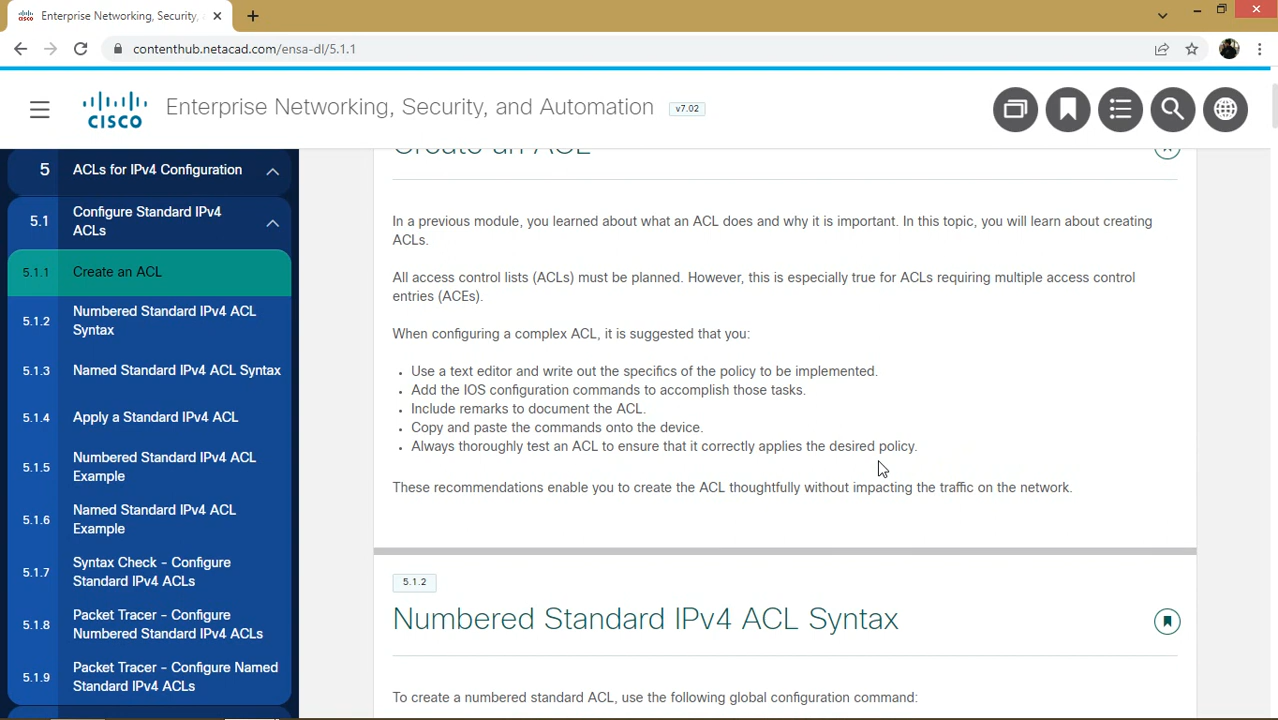 Enterprise Networking, Security,
contenthub.netacad.com/ensa-dl/5.1.1
CISCO
Enterprise Networking, Security, and Automation
v7.02
5 ACLs for IPv4 Configuration
5.1 Configure Standard IPv4
ACLs
5.1.1 Create an ACL
5.1.2 Numbered Standard IPv4 ACL
Syntax
5.1.3 Named Standard IPv4 ACL Syntax
5.1.4 Apply a Standard IPv4 ACL
5.1.5 Numbered Standard IPv4 ACL
Example
5.1.6 Named Standard IPv4 ACL
Example
5.1.7 Syntax Check - Configure
Standard IPv4 ACLs
5.1.8 Packet Tracer - Configure
Numbered Standard IPv4 ACLs
5.1.9 Packet Tracer - Configure Named
Standard IPv4 ACLs
Create an ACL
In a previous module, you learned about what an ACL does and why it is important. In this topic, you will learn about creating
ACLs.
All access control lists (ACLs) must be planned. However, this is especially true for ACLs requiring multiple access control
entries (ACEs).
When configuring a complex ACL, it is suggested that you:
• Use a text editor and write out the specifics of the policy to be implemented.
• Add the IOS configuration commands to accomplish those tasks.
• Include remarks to document the ACL.
• Copy and paste the commands onto the device.
• Always thoroughly test an ACL to ensure that it correctly applies the desired policy.
These recommendations enable you to create the ACL thoughtfully without impacting the traffic on the network.
5.1.2
Numbered Standard IPv4 ACL Syntax
To create a numbered standard ACL, use the following global configuration command: